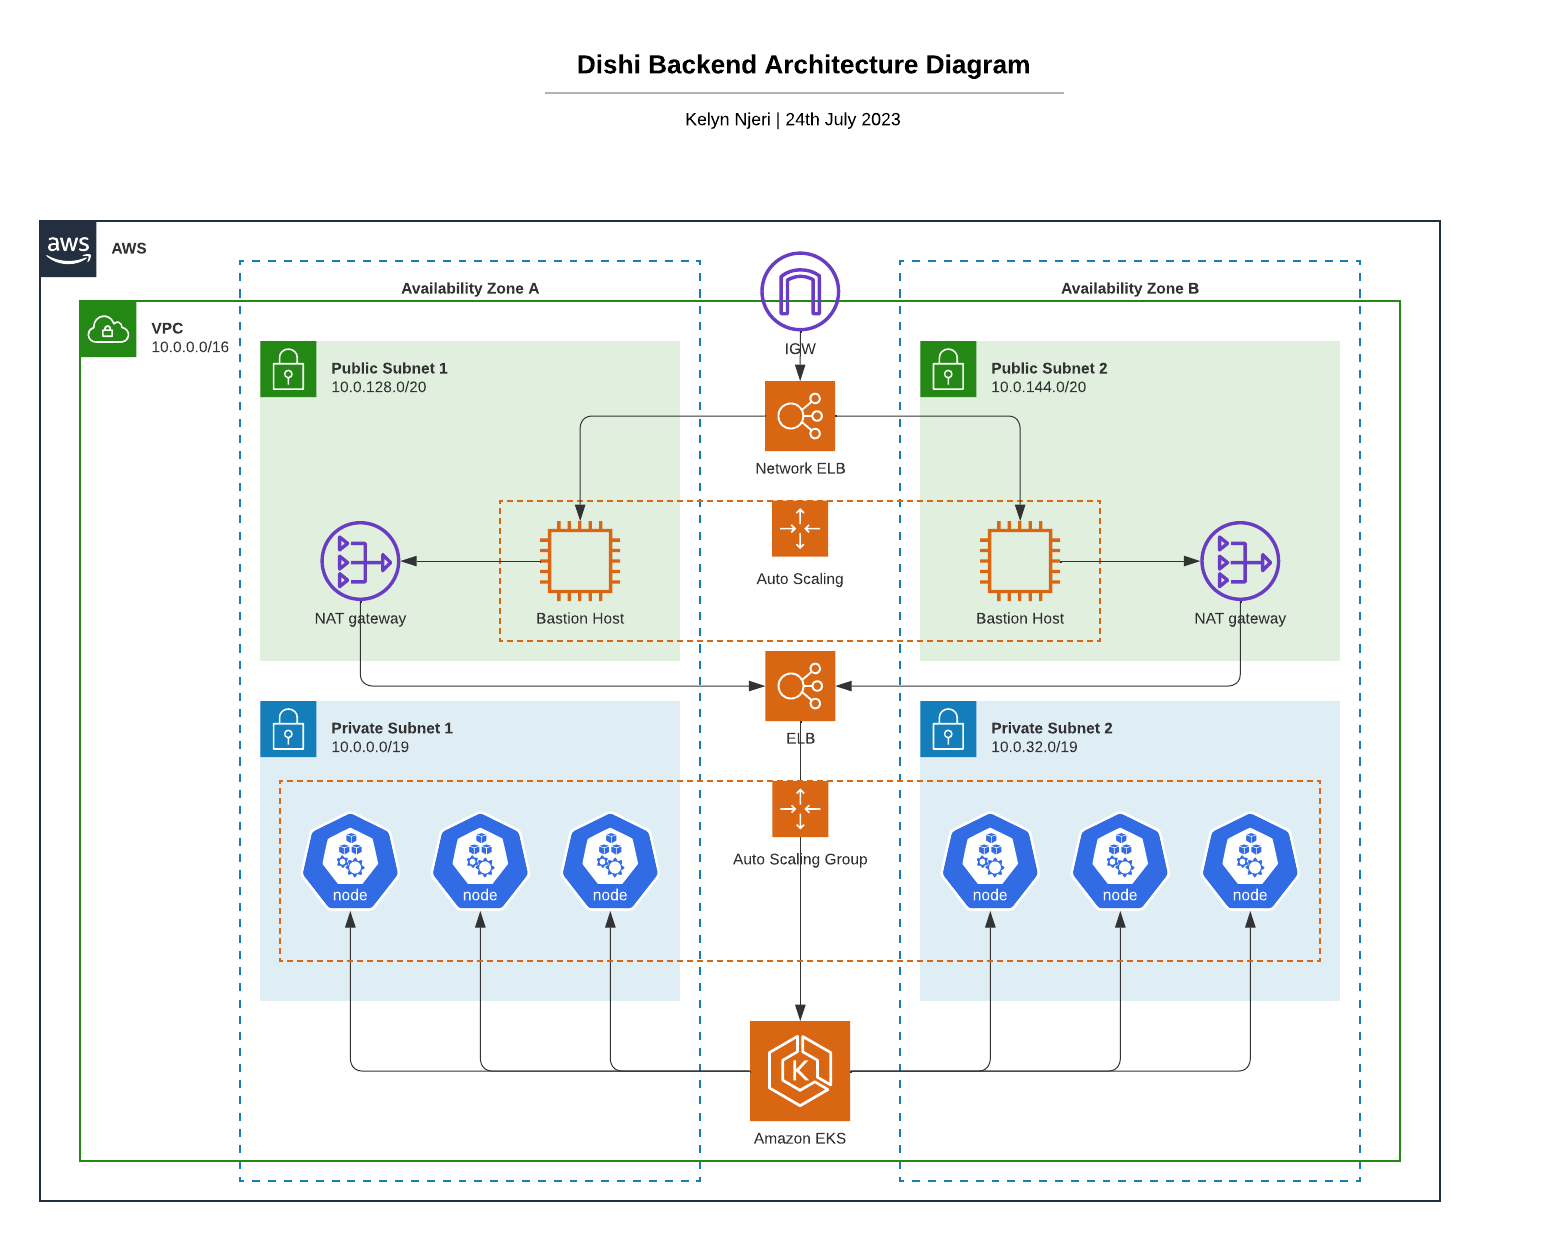 Dishi Backend Architecture Diagram
Kelyn Njeri | 24th July 2023
aws
AWS
Availability Zone A
Availability Zone B
VPC
10.0.0.0/16
IGW
Public Subnet 1
10.0.128.0/20
Public Subnet 2
10.0.144.0/20
Network ELB
Auto Scaling
NAT gateway
Bastion Host
Bastion Host
NAT gateway
Private Subnet 1
10.0.0.0/19
ELB
Private Subnet 2
10.0.32.0/19
Auto Scaling Group
node
node
node
node
node
node
K
Amazon EKS